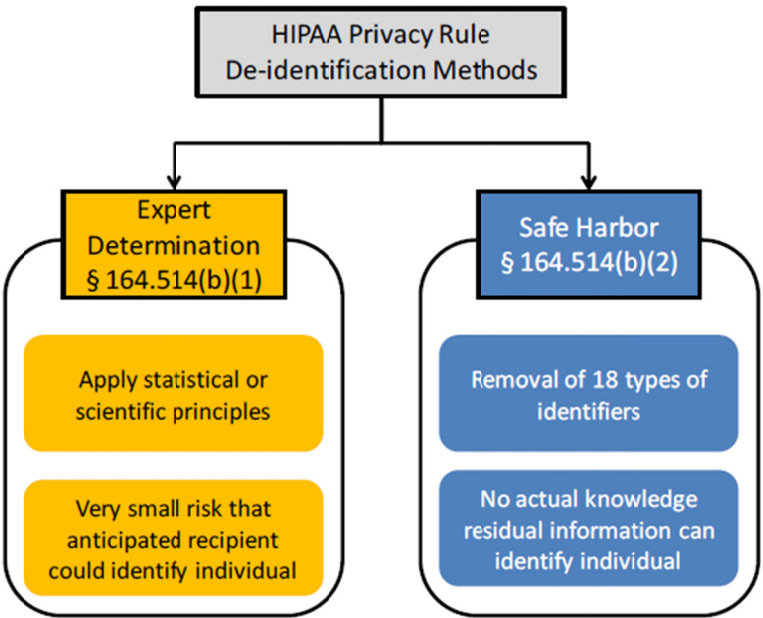 HIPAA Privacy Rule
De-identification Methods
Expert
Determination
§ 164.514(b)(1)
Apply statistical or
scientific principles
Very small risk that
anticipated recipient
could identify individual
Safe Harbor
§ 164.514(b)(2)
Removal of 18 types of
identifiers
No actual knowledge
residual information can
identify individual